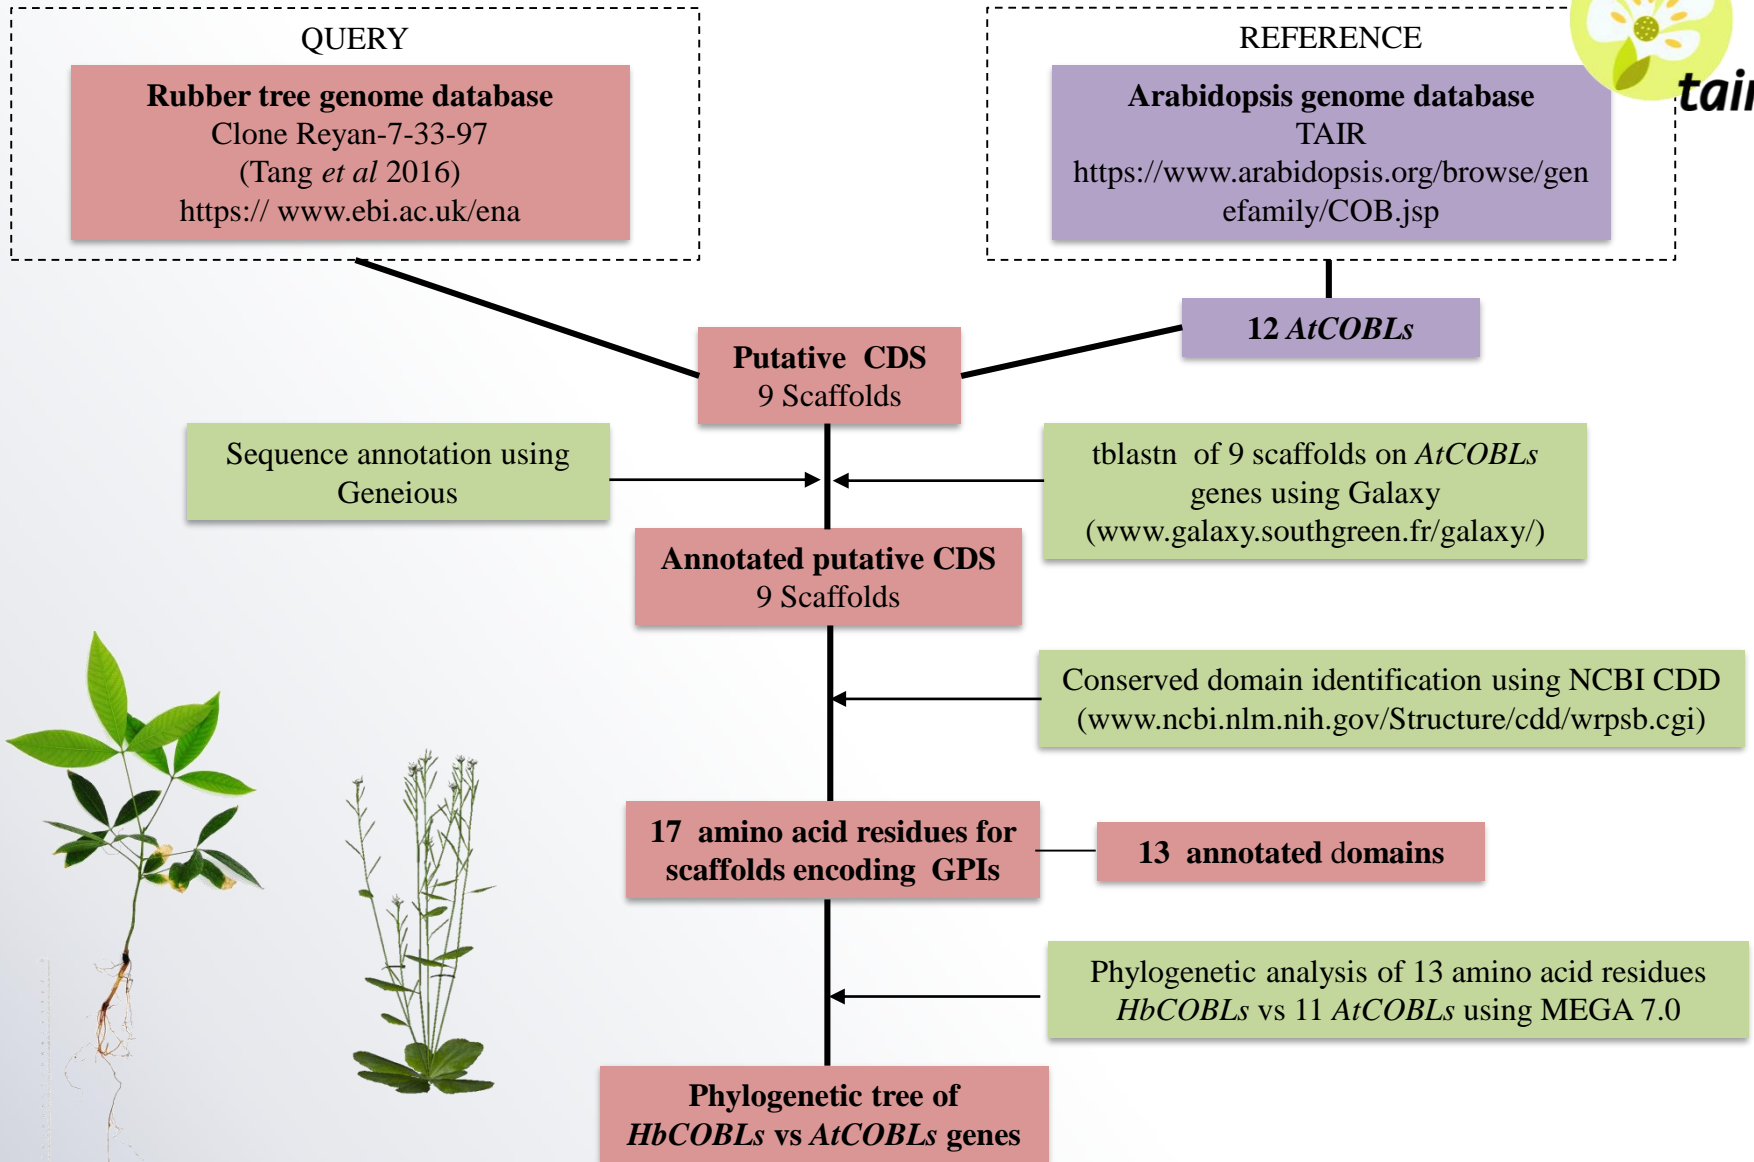 QUERY
Rubber tree genome database
Clone Reyan-7-33-97
(Tang et al 2016)
https:// www.ebi.ac.uk/ena
REFERENCE
Arabidopsis genome database
TAIR
https://www.arabidopsis.org/browse/gen
efamily/COB.jsp
tair
12 AtCOBLs
Putative CDS
9 Scaffolds
Sequence annotation using
Geneious
tblastn of 9 scaffolds on AtCOBLs
genes using Galaxy
(www.galaxy.southgreen.fr/galaxy/)
Annotated putative CDS
9 Scaffolds
Conserved domain identification using NCBI CDD
(www.ncbi.nlm.nih.gov/Structure/cdd/wrpsb.cgi)
17 amino acid residues for
scaffolds encoding GPIs
13 annotated domains
Phylogenetic analysis of 13 amino acid residues
HbCOBLs vs 11 AtCOBLs using MEGA 7.0
Phylogenetic tree of
HbCOBLs vs AtCOBLs genes